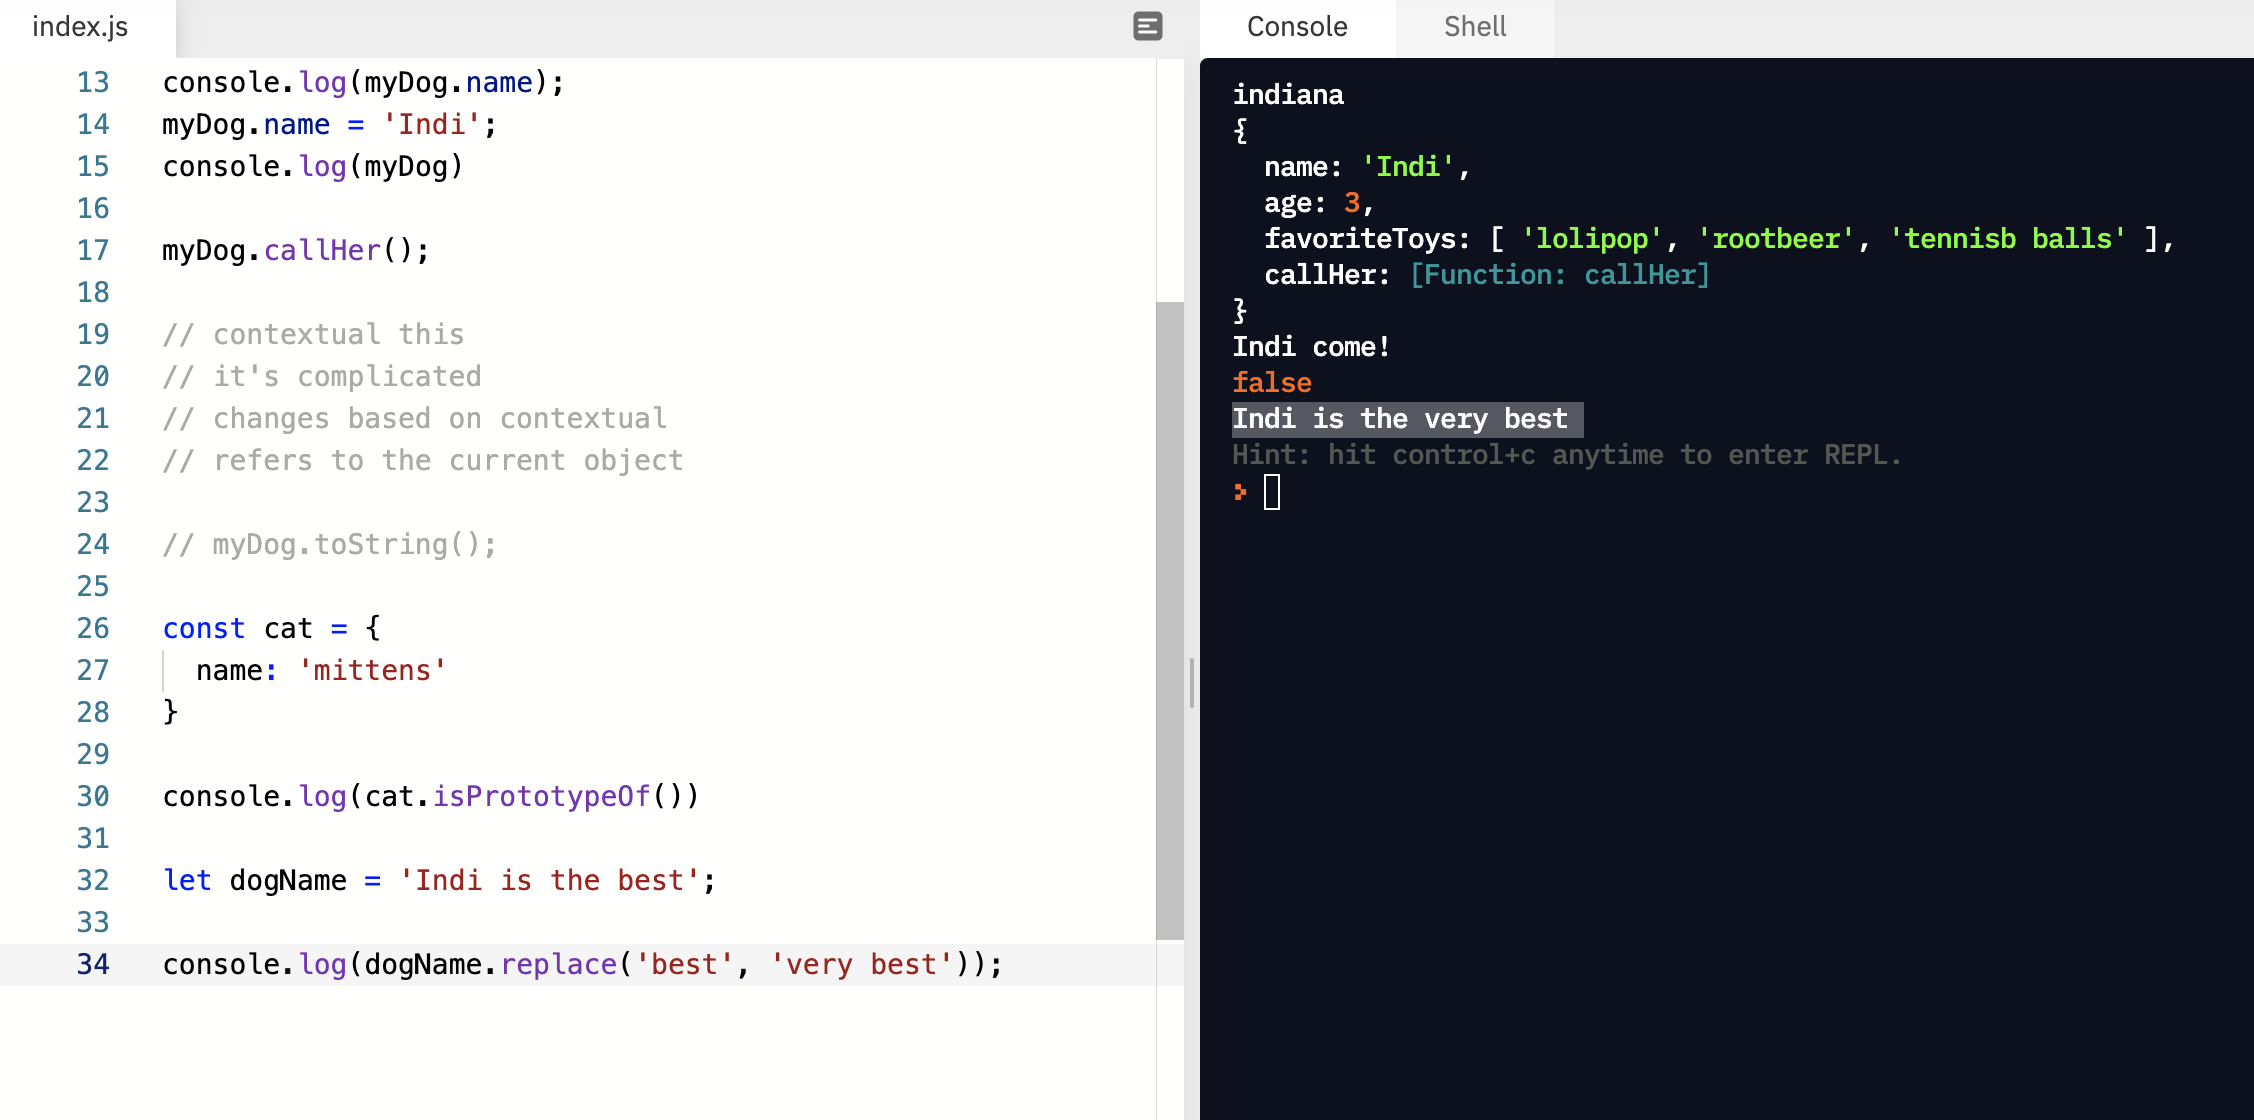 index.js
13 console.log(myDog.name);
14 myDog.name = 'Indi';
15 console.log(myDog)
16
17 myDog.callHer();
18
19 // contextual this
20 // it's complicated
21 // changes based on contextual
22 // refers to the current object
23
24 // myDog.toString();
25
26 const cat = {
27 name: 'mittens'
28 }
29
30 console.log(cat.isPrototypeOf())
31
32 let dogName = 'Indi is the best';
33
34 console.log(dogName.replace('best', 'very best'));
Console Shell
indiana
{
name: 'Indi',
age: 3,
favoriteToys: [ 'lolipop', 'rootbeer', 'tennisb balls' ],
callHer: [Function: callHer]
}
Indi come!
false
Indi is the very best
Hint: hit control+c anytime to enter REPL.
>